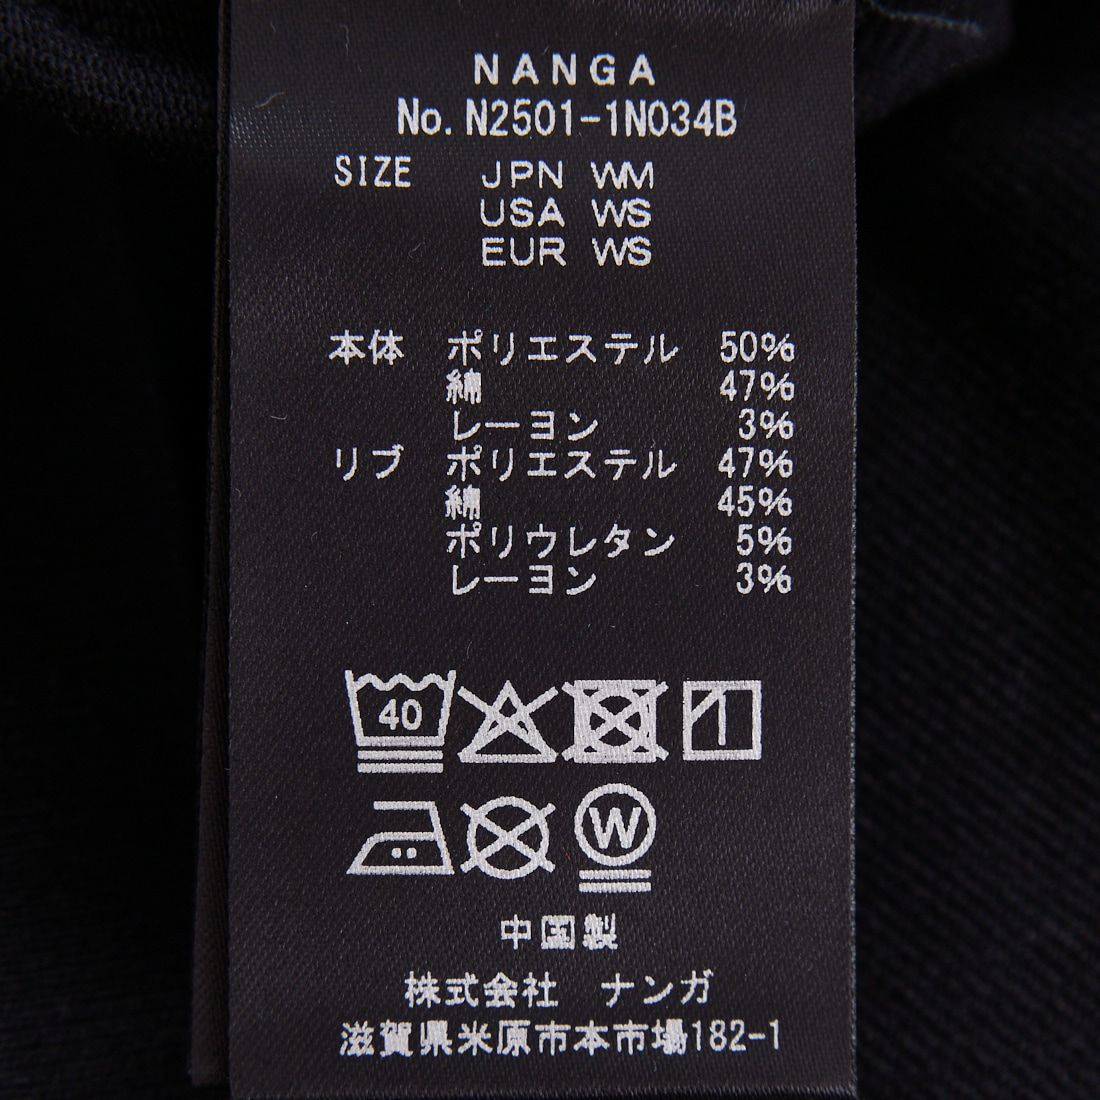 NANGA
No. N2501-1N034B
SIZE JPN WM
USA WS
EUR WS
本体 ポリエステル 50%
綿 47%
レーヨン 3%
リブ ポリエステル 47%
綿 45%
ポリウレタン 5%
レーヨン 3%
40
W
中国製
株式会社 ナンガ
滋賀県米原市本市場182-1